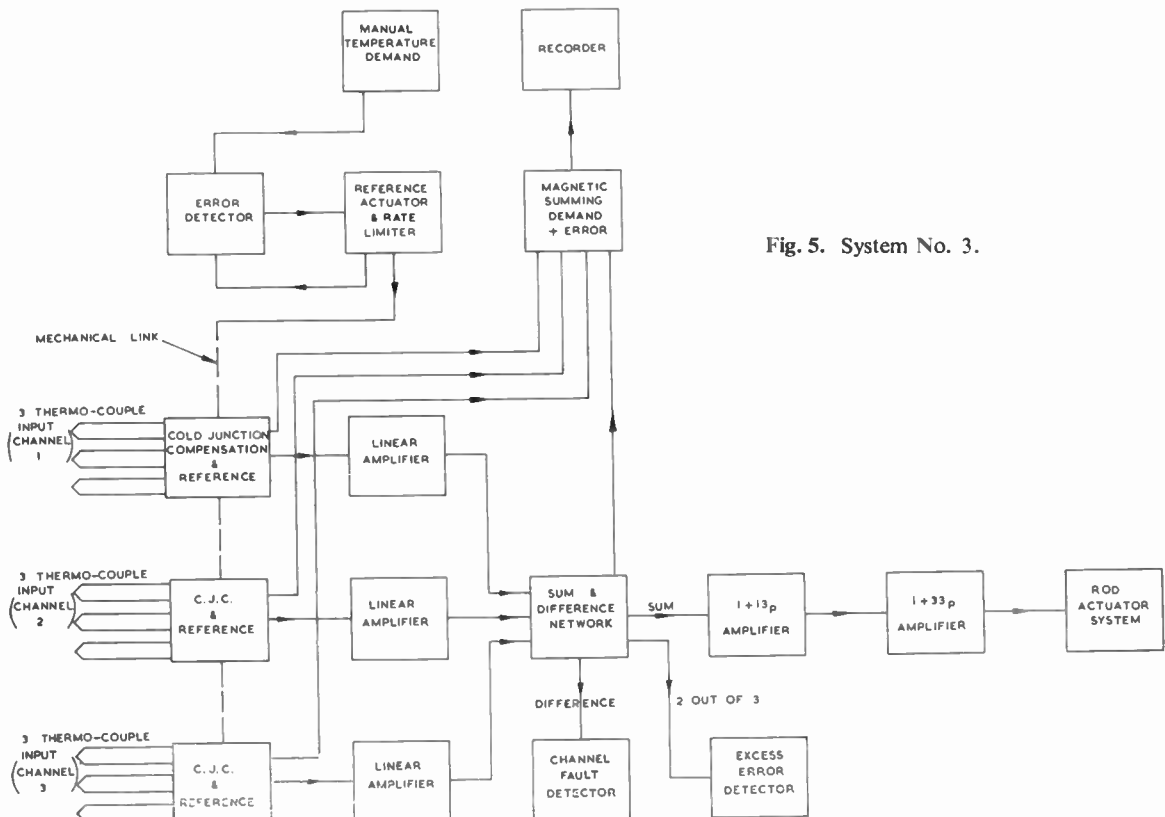 MANUAL
TEMPERATURE
DEMAND
RECORDER
ERROR
DETECTOR
REFERENCE
ACTUATOR
& RATE
LIMITER
MAGNETIC
SUMMING
DEMAND
+ ERROR
Fig. 5. System No. 3.
MECHANICAL LINK
3 THERMO-COUPLE
INPUT
(CHANNEL)
1
COLD JUNCTION
COMPENSATION
&
REFERENCE
LINEAR
AMPLIFIER
3 THERMO-COUPLE
INPUT
(CHANNEL)
2
C.J.C.
&
REFERENCE
LINEAR
AMPLIFIER
SUM &
DIFFERENCE
NETWORK
SUM
1+13p
AMPLIFIER
1+33p
AMPLIFIER
ROD
ACTUATOR
SYSTEM
DIFFERENCE
2 OUT OF 3
3 THERMO-COUPLE
INPUT
(CHANNEL)
3
C.J.C.
&
REFERENCE
LINEAR
AMPLIFIER
CHANNEL
FAULT
DETECTOR
EXCESS
ERROR
DETECTOR